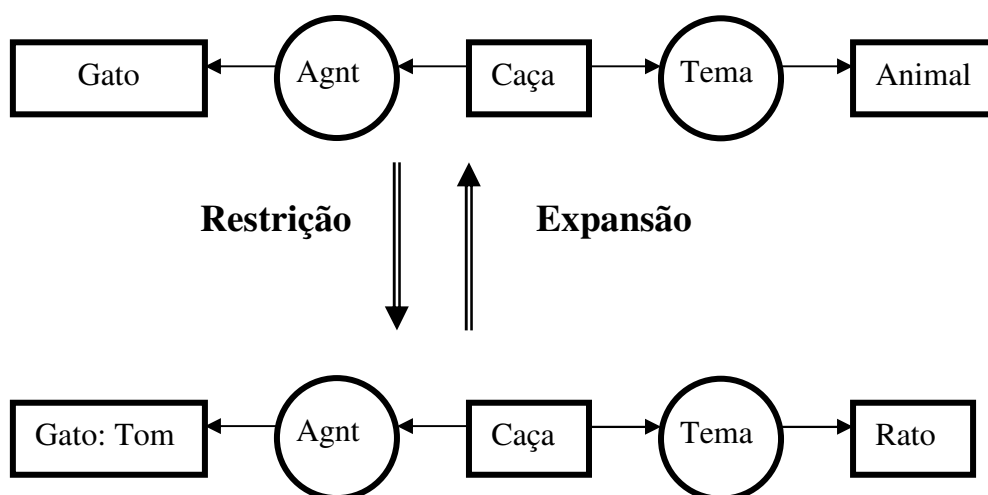 Gato Agnt Caça Tema Animal
Restrição Expansão
Gato: Tom Agnt Caça Tema Rato